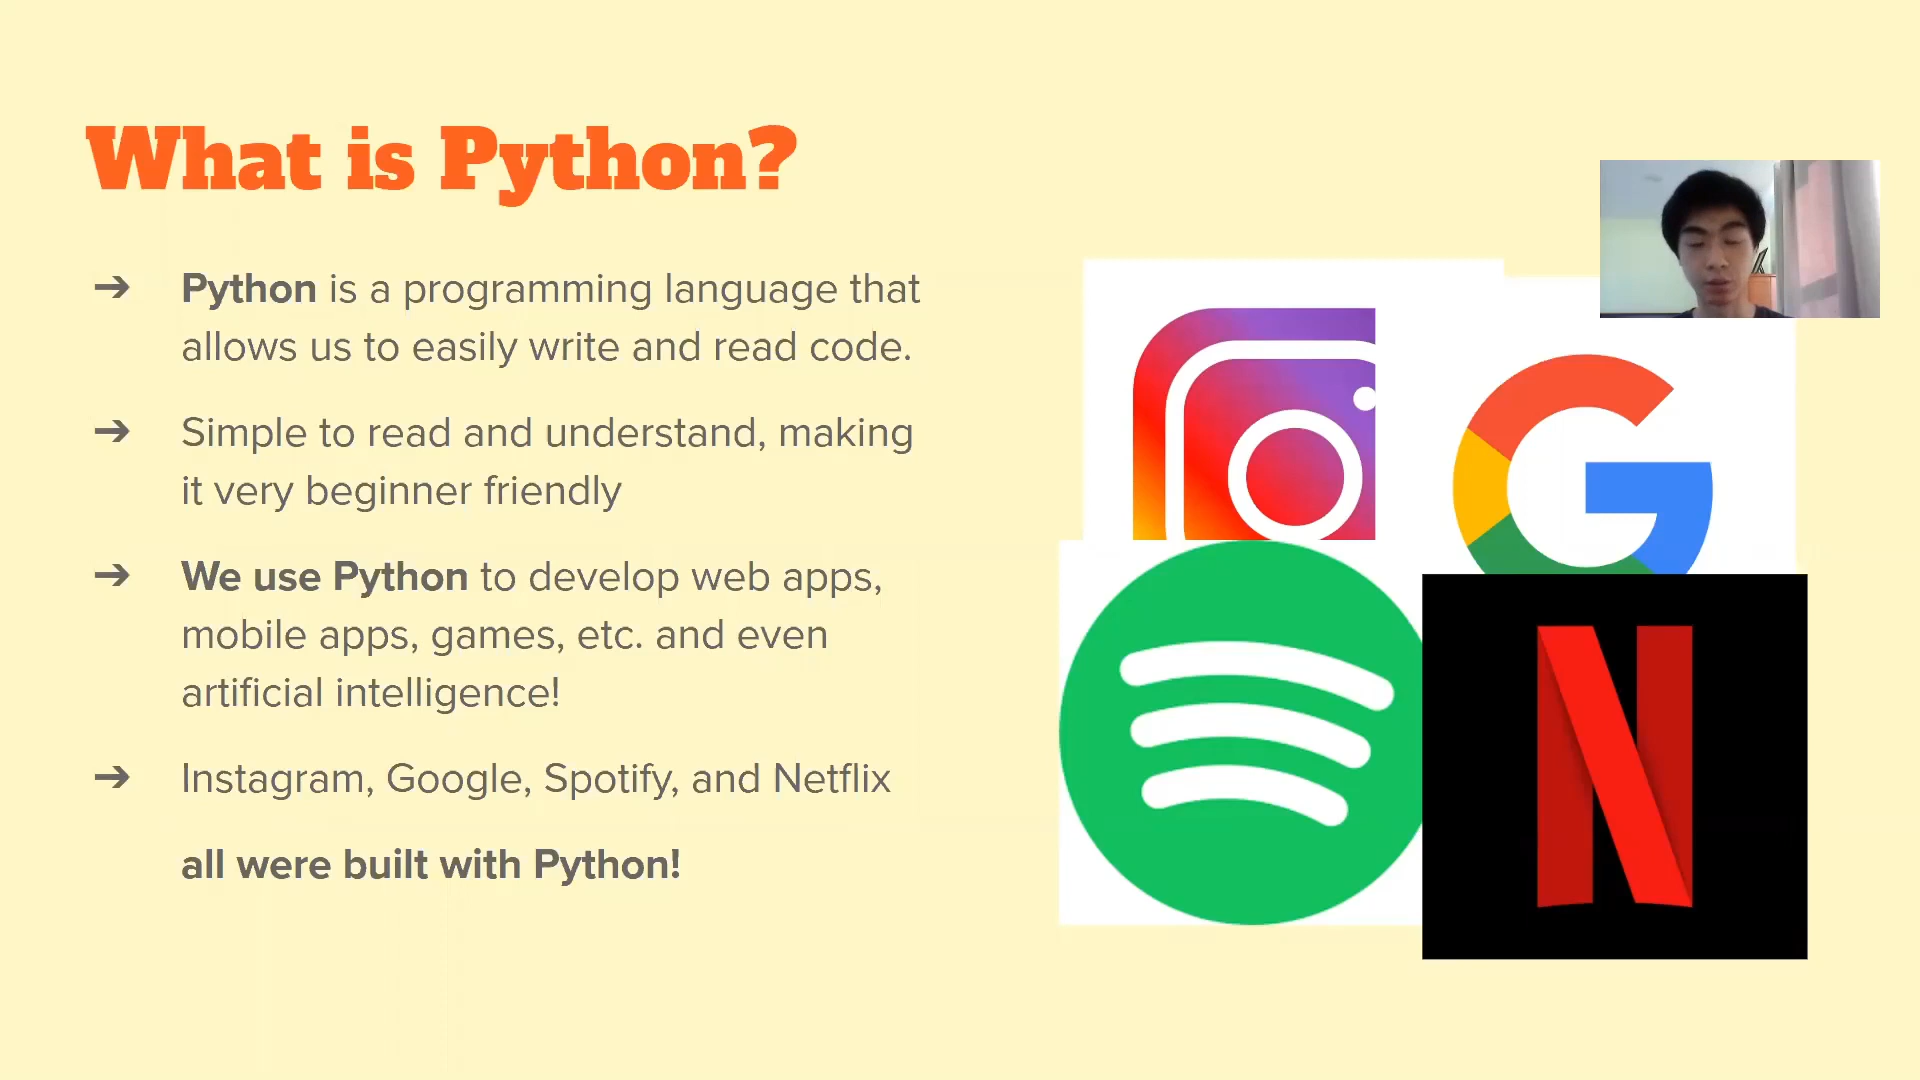 What is Python?
➔ Python is a programming language that
allows us to easily write and read code.
➔ Simple to read and understand, making
it very beginner friendly
➔ We use Python to develop web apps,
mobile apps, games, etc. and even
artificial intelligence!
➔ Instagram, Google, Spotify, and Netflix
all were built with Python!